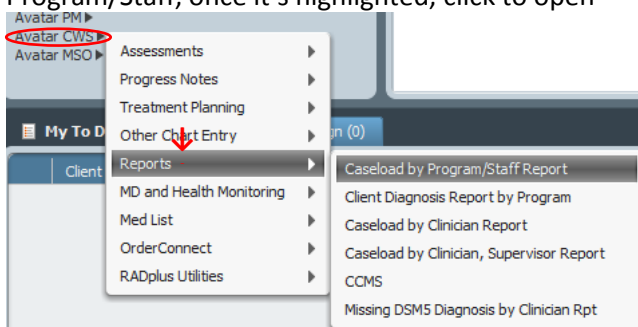 Program/Staff, once it's highlighted, click to open
Avatar PM
Avatar CWS
Avatar MSO
Assessments
Progress Notes
Treatment Planning
Other Chart Entry
Reports
MD and Health Monitoring
Med List
OrderConnect
RADplus Utilities
My To D
gn (0)
Client
Caseload by Program/Staff Report
Client Diagnosis Report by Program
Caseload by Clinician Report
Caseload by Clinician, Supervisor Report
CCMS
Missing DSM5 Diagnosis by Clinician Rpt